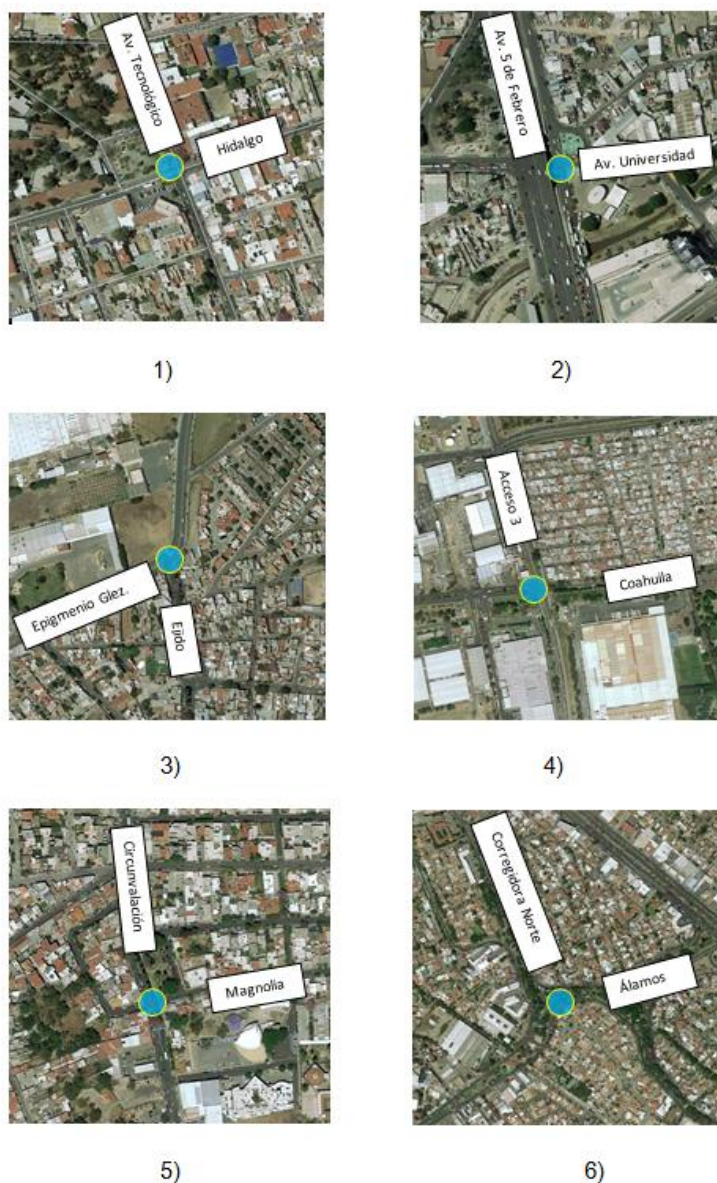 Av. Tecnológico
Hidalgo
1)
Av. 5 de Febrero
Av. Universidad
2)
Epigmenio Glez.
Ejido
3)
Acceso 3
Coahuila
4)
Circunvalación
Magnolia
5)
Corregidora Norte
Álamos
6)